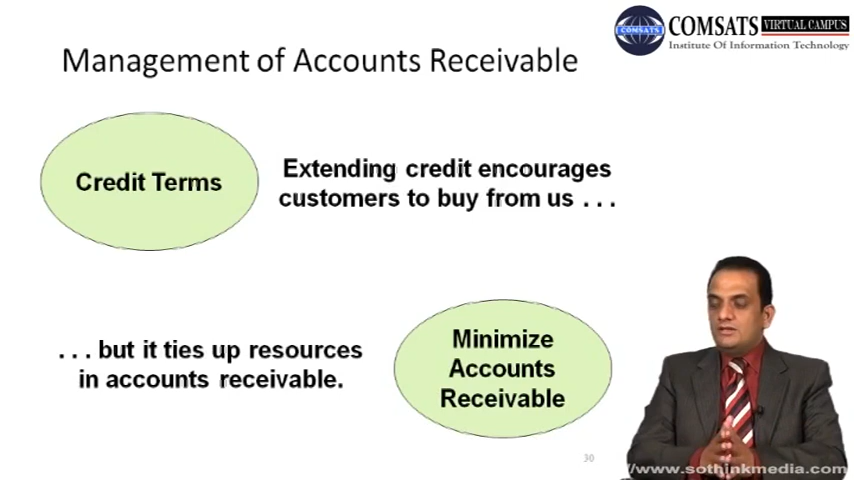 COMSATS
COMSATS VIRTUAL CAMPUS
Institute Of Information Technology
Management of Accounts Receivable
Credit Terms
Extending credit encourages
customers to buy from us . . .
. . . but it ties up resources
in accounts receivable.
Minimize
Accounts
Receivable
30
//www.sothinkmedia.com